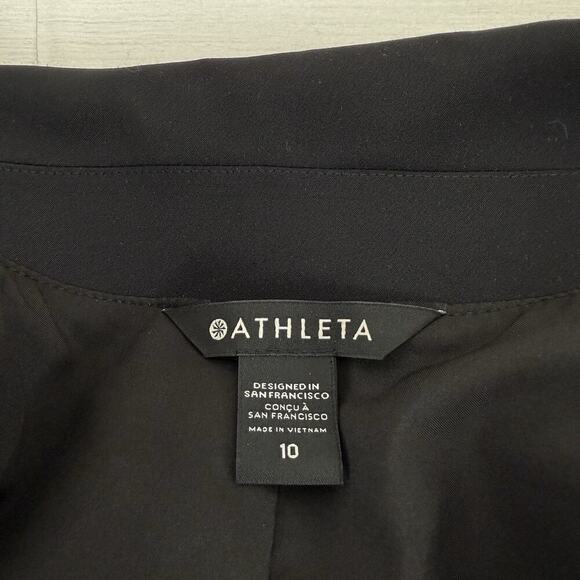 ATHLETA
DESIGNED IN
SAN FRANCISCO
CONÇU À
SAN FRANCISCO
MADE IN VIETNAM
10